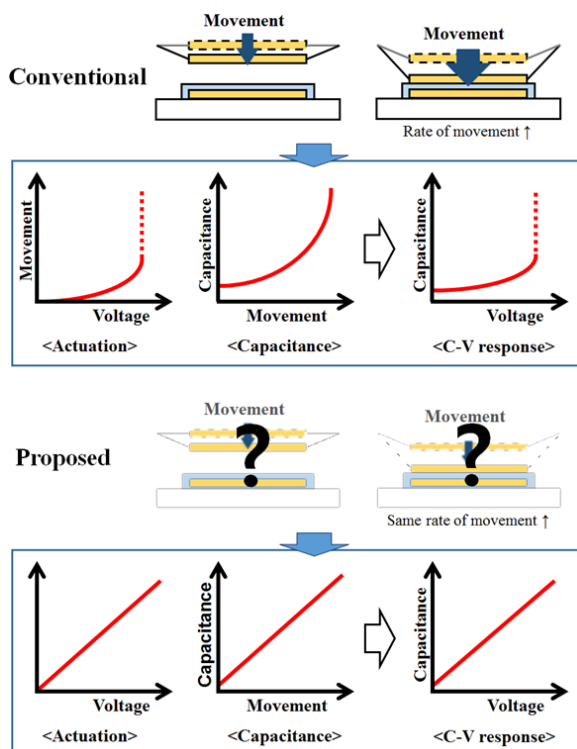 Movement
Movement
Conventional
Rate of movement ↑
Movement
Voltage
<Actuation>
Capacitance
Movement
<Capacitance>
Capacitance
Voltage
<C-V response>
Movement
Movement
?
?
Proposed
Same rate of movement ↑
Voltage
<Actuation>
Capacitance
Movement
<Capacitance>
Capacitance
Voltage
<C-V response>